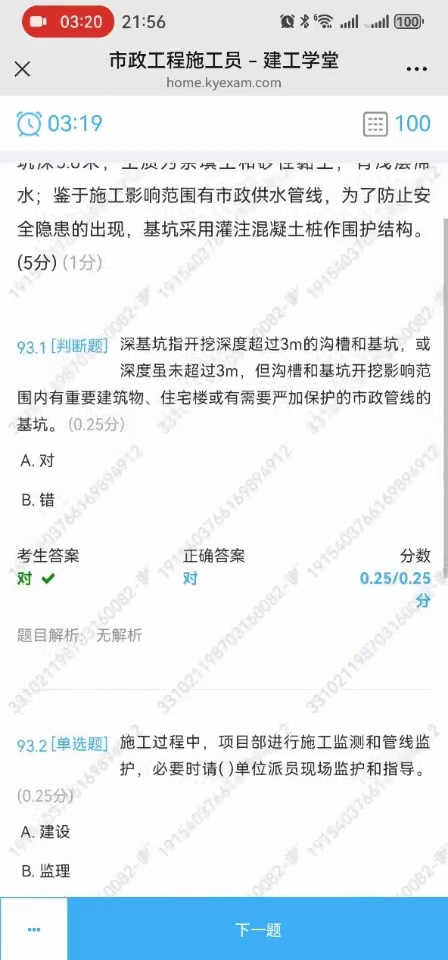 03:20 21:56 100
市政工程施工员 - 建工学堂
home.kyexam.com
03:19 100
水；鉴于施工影响范围有市政供水管线，为了防止安
全隐患的出现，基坑采用灌注混凝土桩作围护结构。
(5分) (1分)
93.1 [判断题] 深基坑指开挖深度超过3m的沟槽和基坑，或
深度虽未超过3m，但沟槽和基坑开挖影响范
围内有重要建筑物、住宅楼或有需要严加保护的市政管线的
基坑。 (0.25分)
A. 对
B. 错
考生答案 正确答案 分数
对 对 0.25/0.25
分
题目解析： 无解析
93.2 [单选题] 施工过程中，项目部进行施工监测和管线监
护，必要时请( )单位派员现场监护和指导。
(0.25分)
A. 建设
B. 监理
下一题